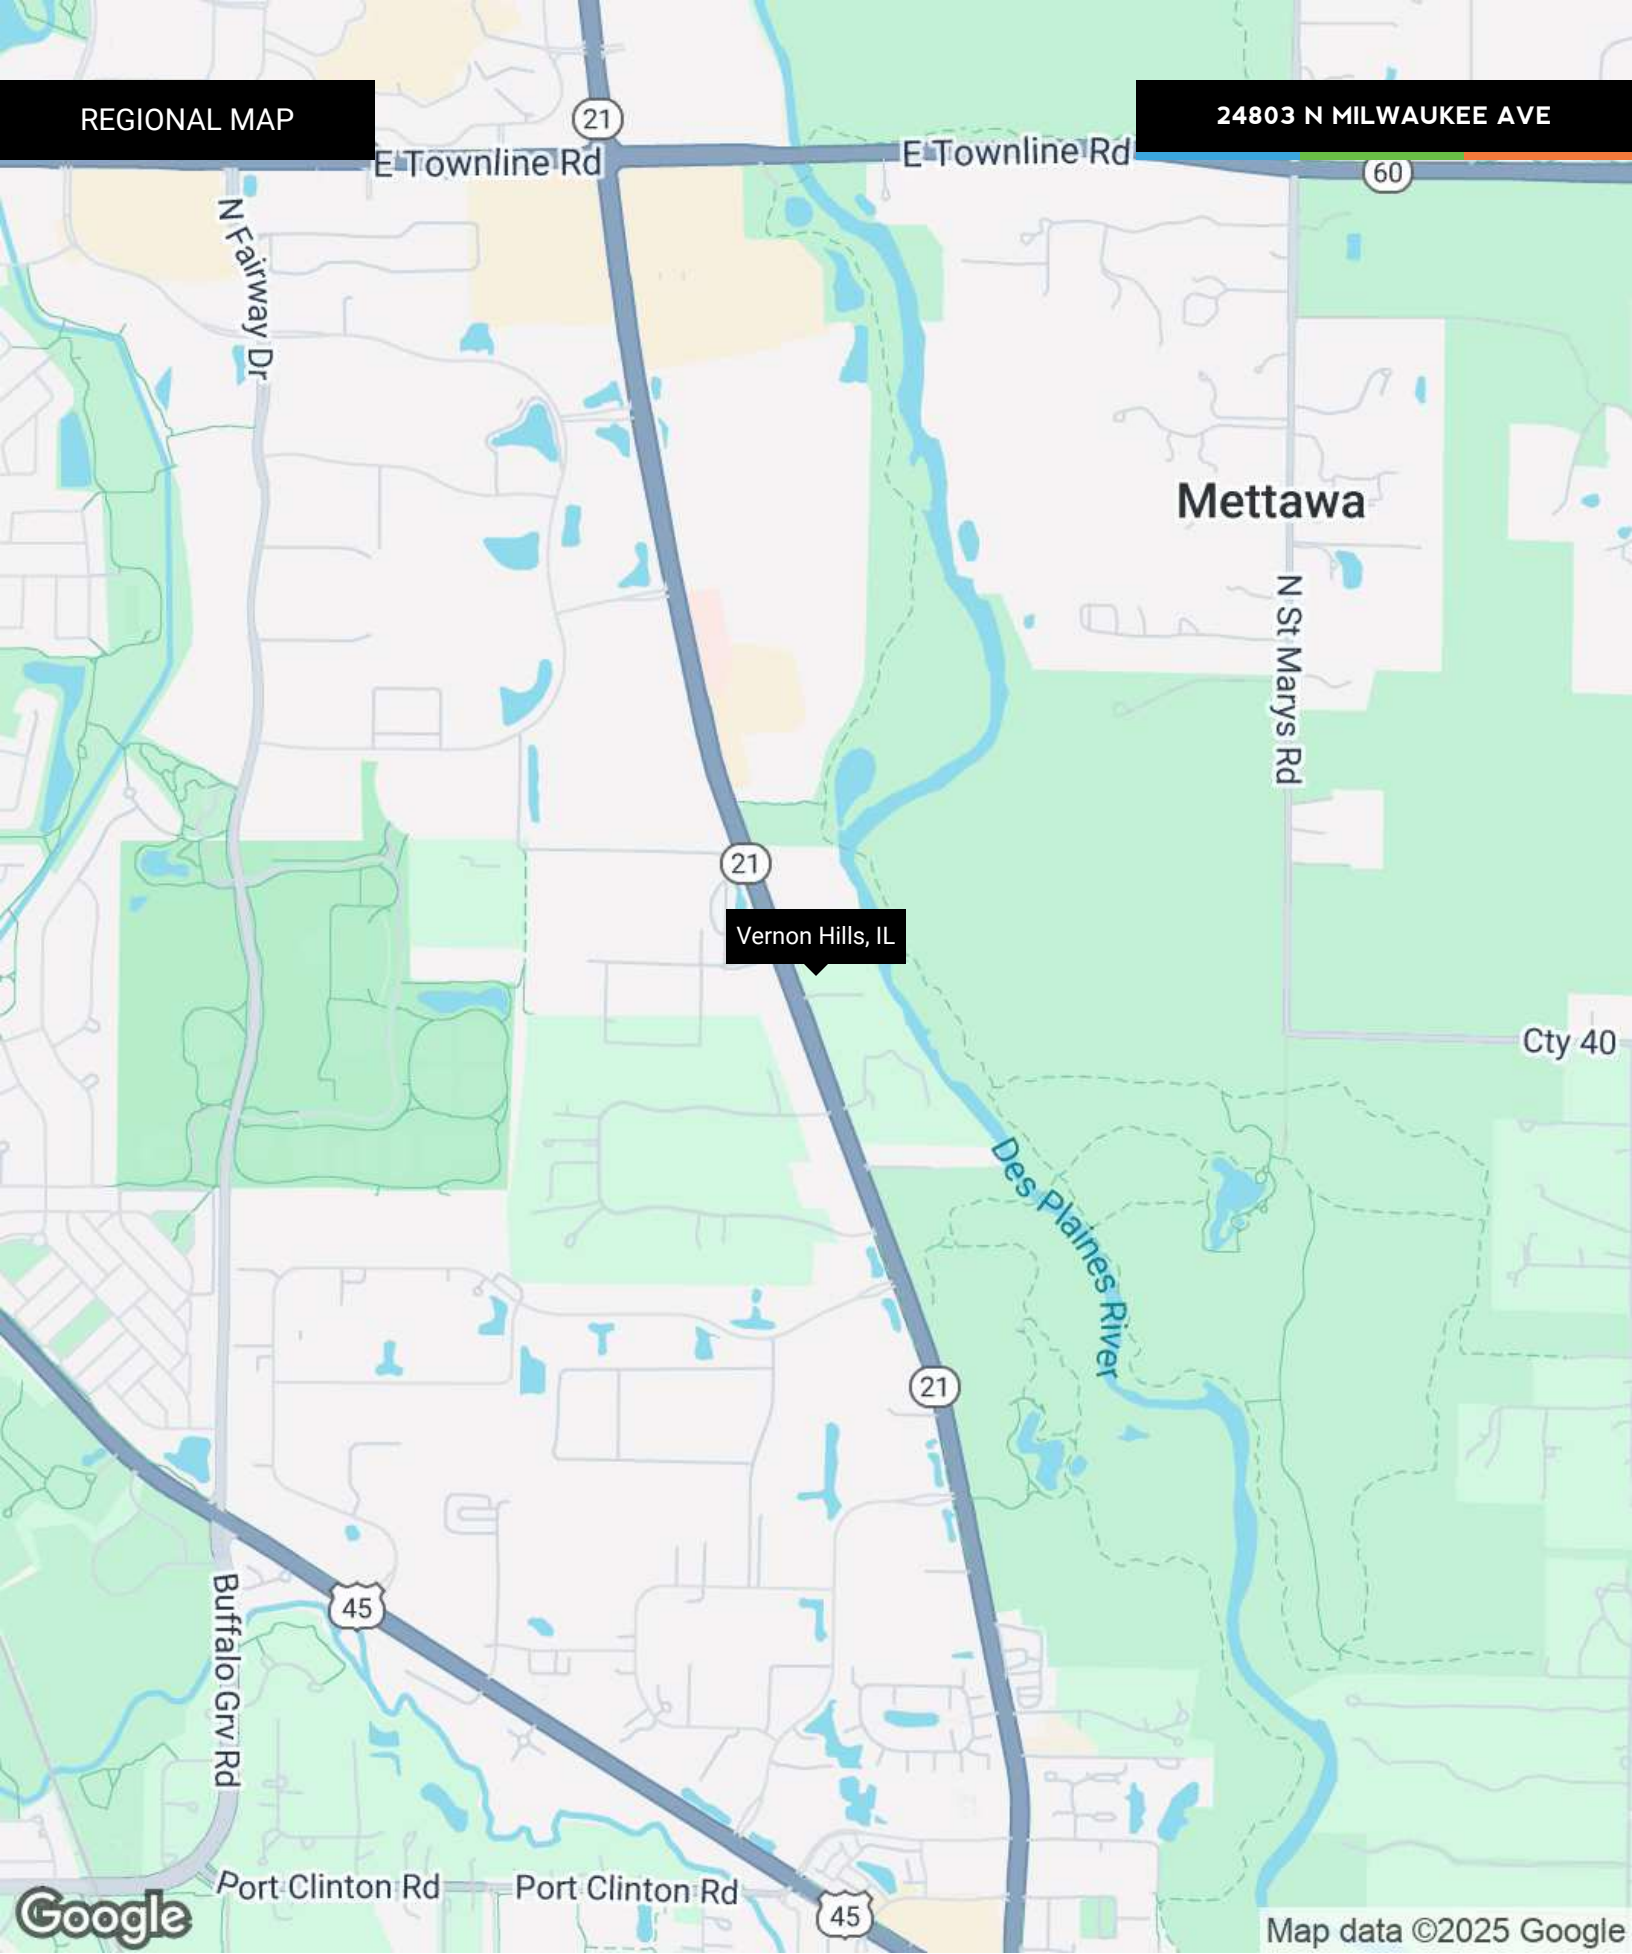 REGIONAL MAP
24803 N MILWAUKEE AVE
21
E Townline Rd
E Townline Rd
60
N Fairway Dr
Mettawa
N St Marys Rd
21
Vernon Hills, IL
Cty 40
Des Plaines River
21
45
Buffalo Grv Rd
Port Clinton Rd
Port Clinton Rd
45
Google
Map data ©2025 Google